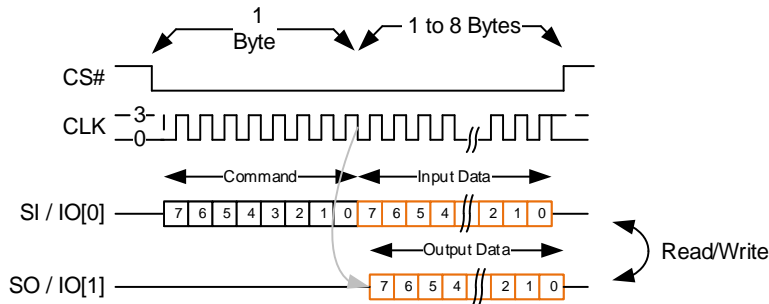 1
Byte
1 to 8 Bytes
CS#
CLK
3
0
Command
Input Data
SI / IO[0]
7 6 5 4 3 2 1 0 7 6 5 4 2 1 0
Output Data
Read/Write
SO / IO[1]
7 6 5 4 2 1 0